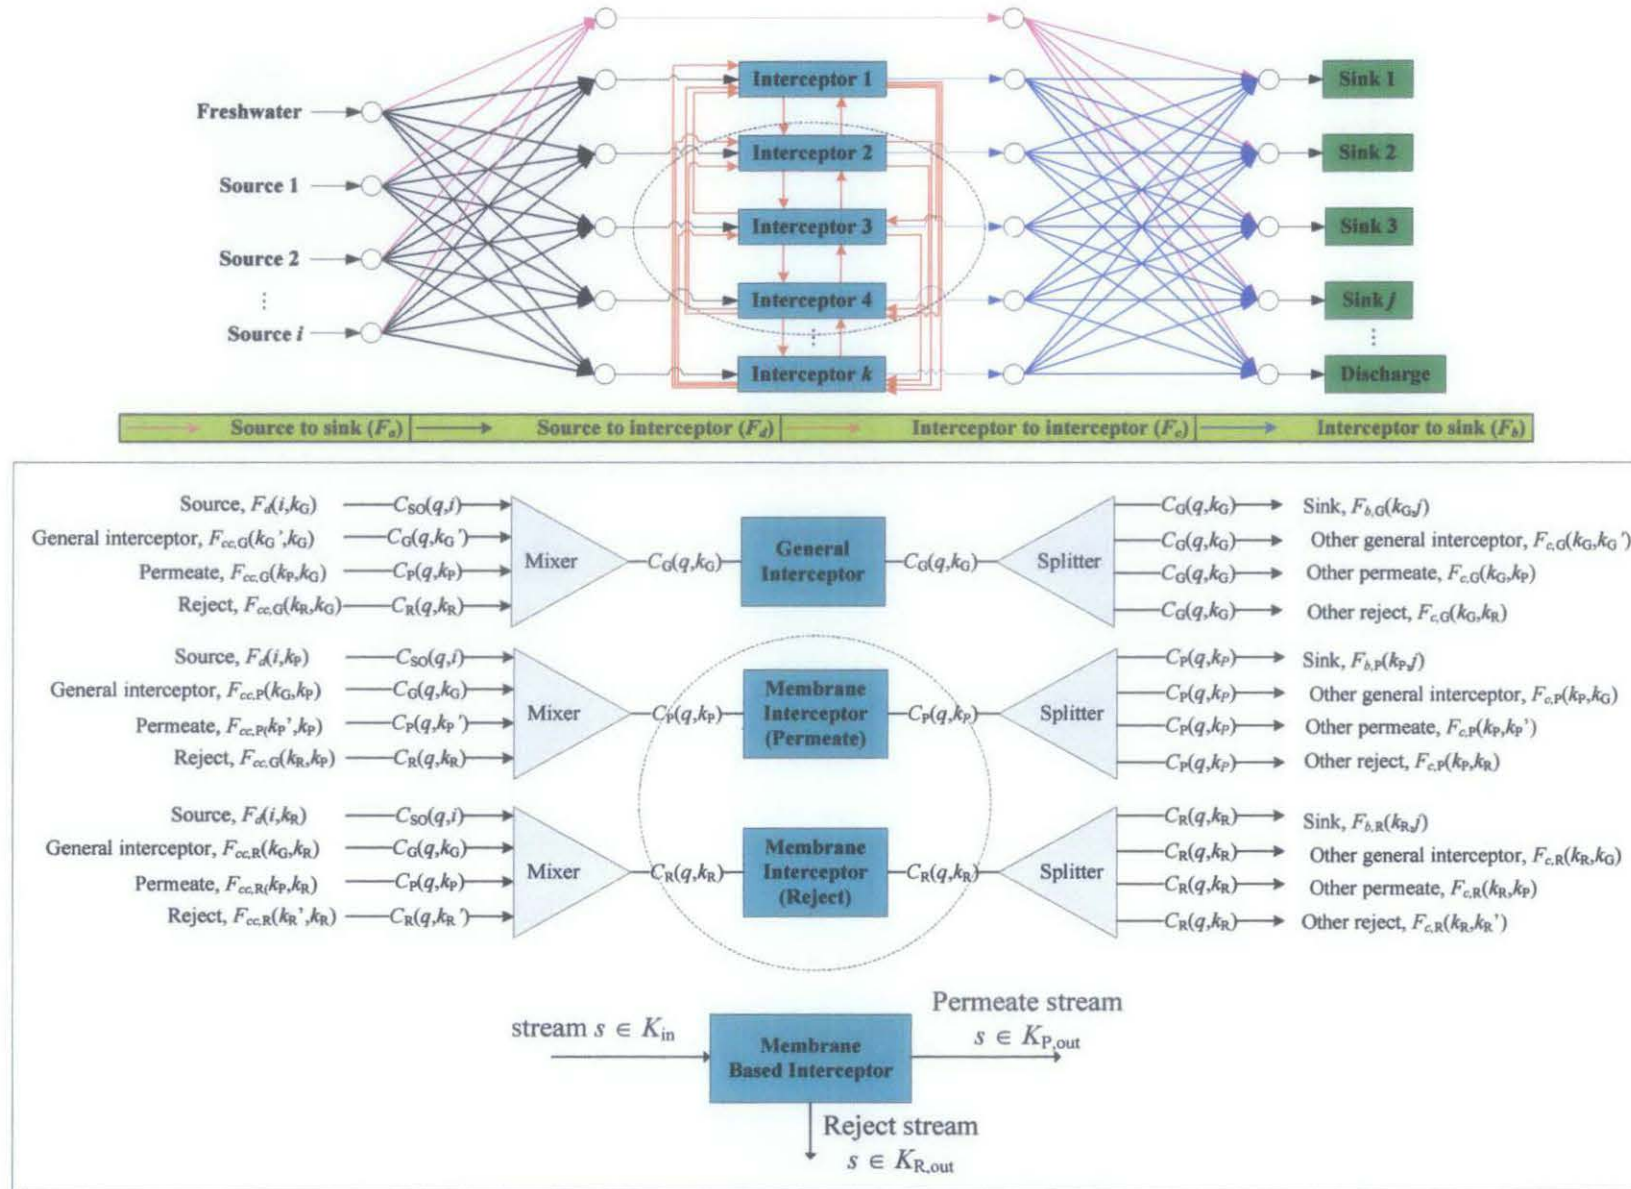 Freshwater
Source 1
Source 2
⋮
Source i
Interceptor 1
Interceptor 2
Interceptor 3
Interceptor 4
⋮
Interceptor k
Sink 1
Sink 2
Sink 3
Sink j
⋮
Discharge
Source to sink (Fa) Source to interceptor (Fd) Interceptor to interceptor (Fc) Interceptor to sink (Fb)
Source, Fd(i,kG) CSO(q,i)
General interceptor, Fcc,G(kG’,kG) CG(q,kG’)
Permeate, Fcc,G(kP,kG) CP(q,kP)
Reject, Fcc,G(kR,kG) CR(q,kR)
Mixer
CG(q,kG)
General
Interceptor
CG(q,kG)
Splitter
CG(q,kG) Sink, Fb,G(kG,j)
CG(q,kG) Other general interceptor, Fc,G(kG,kG’)
CG(q,kG) Other permeate, Fc,G(kG,kP)
CG(q,kG) Other reject, Fc,G(kG,kR)
Source, Fd(i,kP) CSO(q,i)
General interceptor, Fcc,P(kG,kP) CG(q,kG)
Permeate, Fcc,P(kP’,kP) CP(q,kP’)
Reject, Fcc,G(kR,kP) CR(q,kR)
Mixer
CP(q,kP)
Membrane
Interceptor
(Permeate)
CP(q,kP)
Splitter
CP(q,kP) Sink, Fb,P(kP,j)
CP(q,kP) Other general interceptor, Fc,P(kP,kG)
CP(q,kP) Other permeate, Fc,P(kP,kP’)
CP(q,kP) Other reject, Fc,P(kP,kR)
Source, Fd(i,kR) CSO(q,i)
General interceptor, Fcc,R(kG,kR) CG(q,kG)
Permeate, Fcc,R(kP,kR) CP(q,kP)
Reject, Fcc,R(kR’,kR) CR(q,kR’)
Mixer
CR(q,kR)
Membrane
Interceptor
(Reject)
CR(q,kR)
Splitter
CR(q,kR) Sink, Fb,R(kR,j)
CR(q,kR) Other general interceptor, Fc,R(kR,kG)
CR(q,kR) Other permeate, Fc,R(kR,kP)
CR(q,kR) Other reject, Fc,R(kR,kR’)
stream s ∈ Kin
Membrane
Based Interceptor
Permeate stream
s ∈ KP,out
Reject stream
s ∈ KR,out